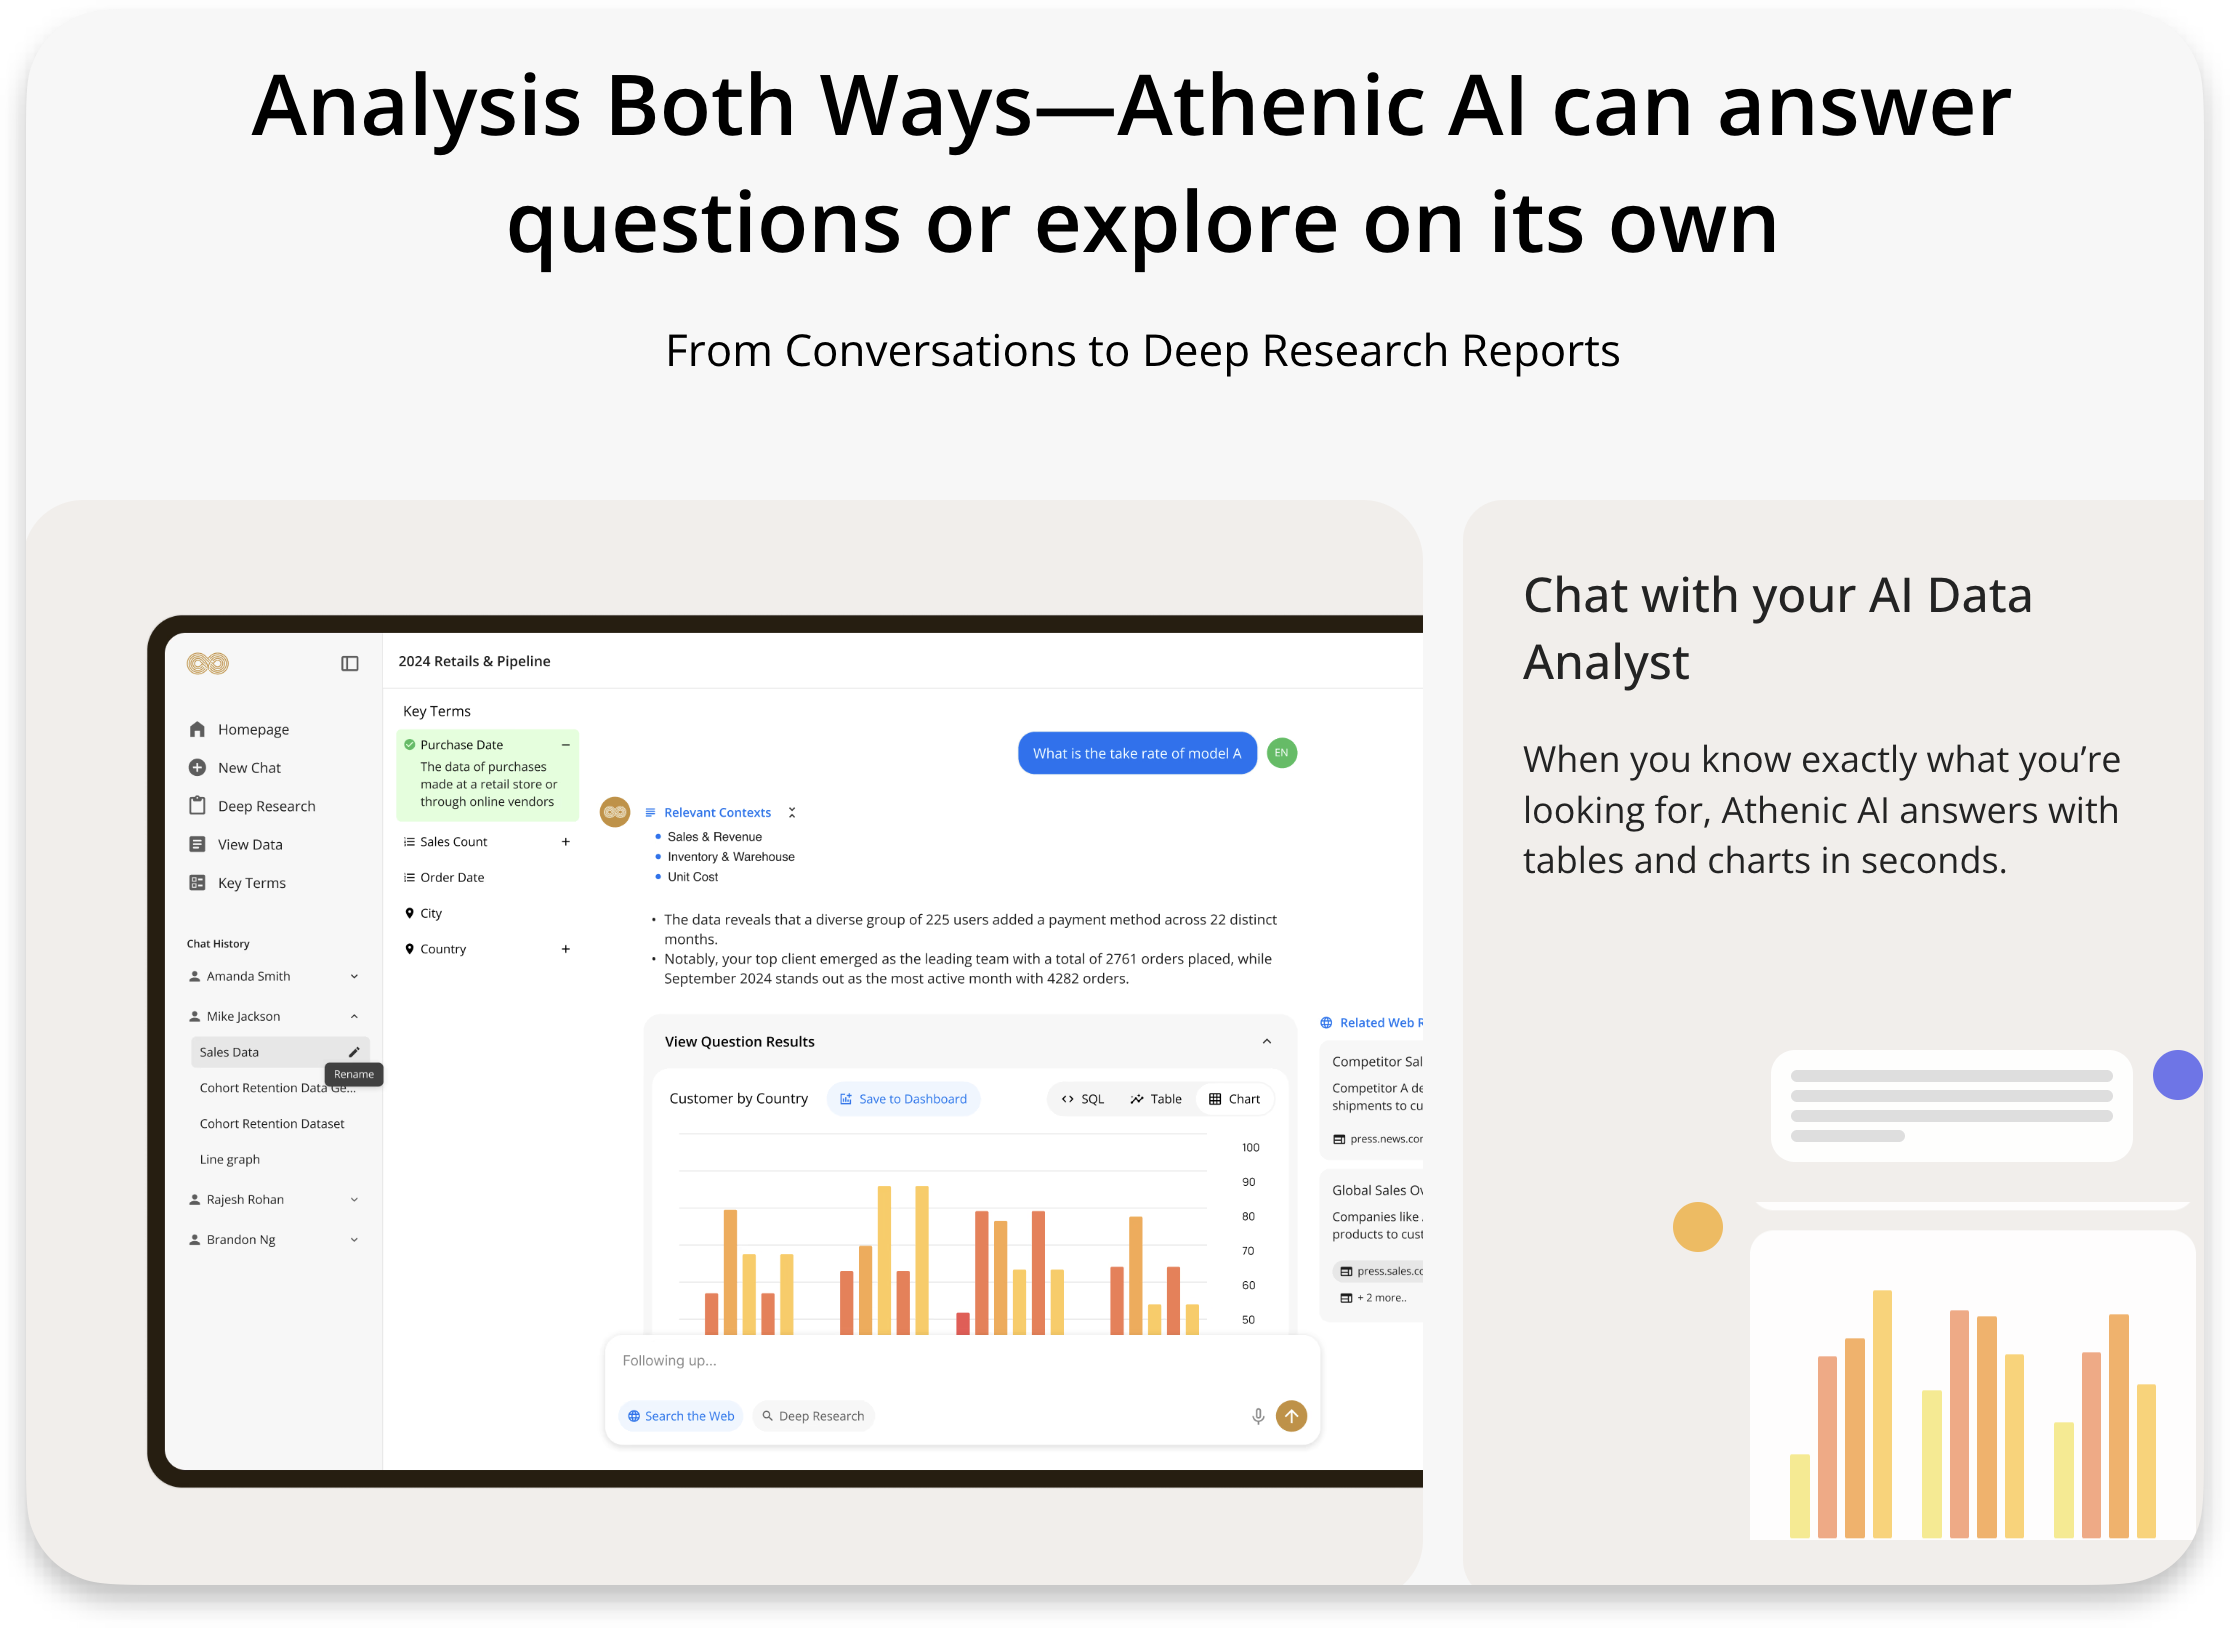 Analysis Both Ways—Athenic AI can answer
questions or explore on its own
From Conversations to Deep Research Reports
2024 Retails & Pipeline
Homepage
New Chat
Deep Research
View Data
Key Terms
Chat History
Amanda Smith
Mike Jackson
Sales Data
Rename
Cohort Retention Data Ge...
Cohort Retention Dataset
Line graph
Rajesh Rohan
Brandon Ng
Key Terms
Purchase Date
The data of purchases
made at a retail store or
through online vendors
Sales Count
Order Date
City
Country
What is the take rate of model A
EN
Relevant Contexts
Sales & Revenue
Inventory & Warehouse
Unit Cost
• The data reveals that a diverse group of 225 users added a payment method across 22 distinct
months.
• Notably, your top client emerged as the leading team with a total of 2761 orders placed, while
September 2024 stands out as the most active month with 4282 orders.
View Question Results
Customer by Country
Save to Dashboard
SQL
Table
Chart
100
90
80
70
60
50
Related Web R
Competitor Sal
Competitor A de
shipments to cu
press.news.cor
Global Sales Ov
Companies like
products to cust
press.sales.cc
+ 2 more..
Following up...
Search the Web
Deep Research
Chat with your AI Data
Analyst
When you know exactly what you’re
looking for, Athenic AI answers with
tables and charts in seconds.